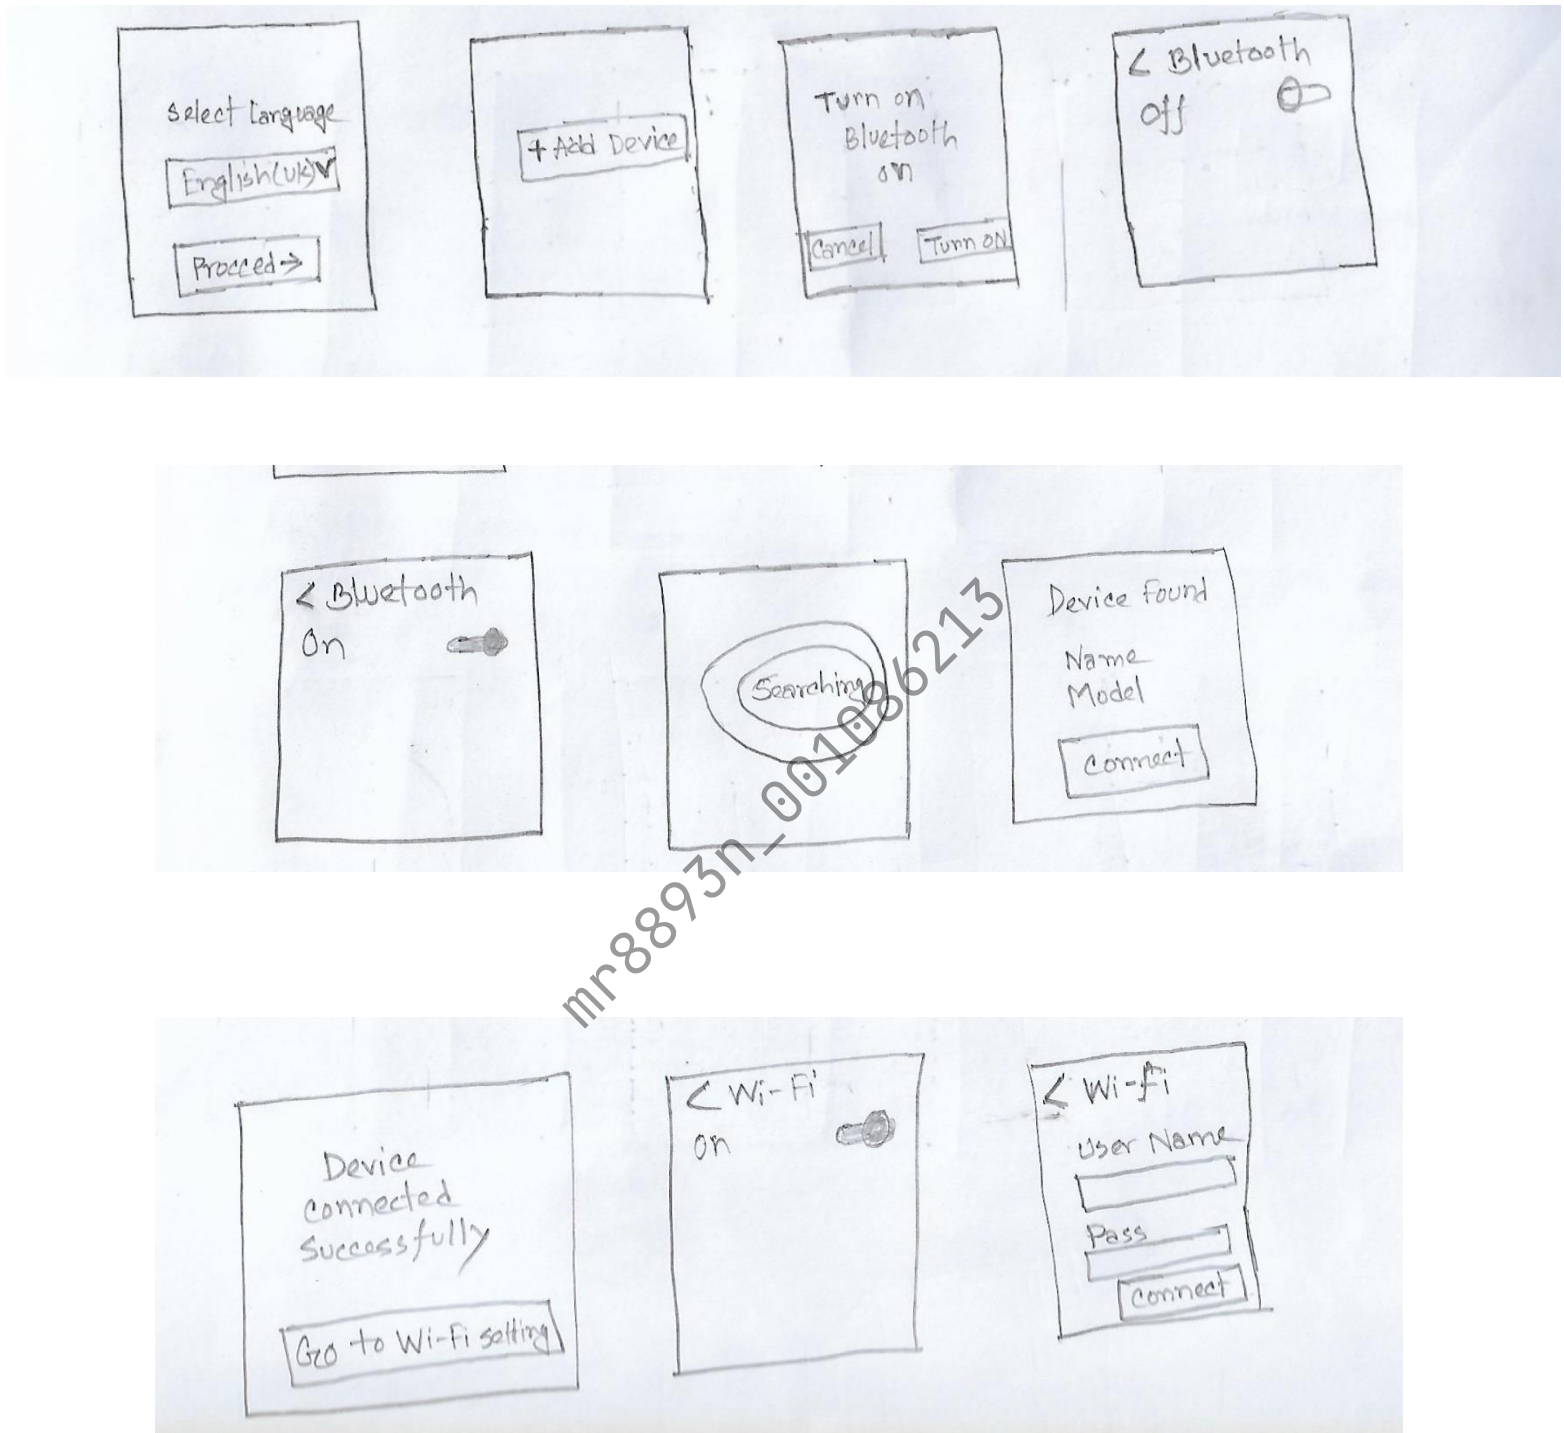 Select Language
English(UK)
Procced→
+ Add Device
Turn on
Bluetooth
on
Cancel
Turn ON
< Bluetooth
Off
< Bluetooth
On
Searching
Device Found
Name
Model
Connect
mr8893n_001086213
Device
connected
successfully
Go to Wi-Fi setting
< Wi-Fi
on
< Wi-fi
User Name
Pass
connect